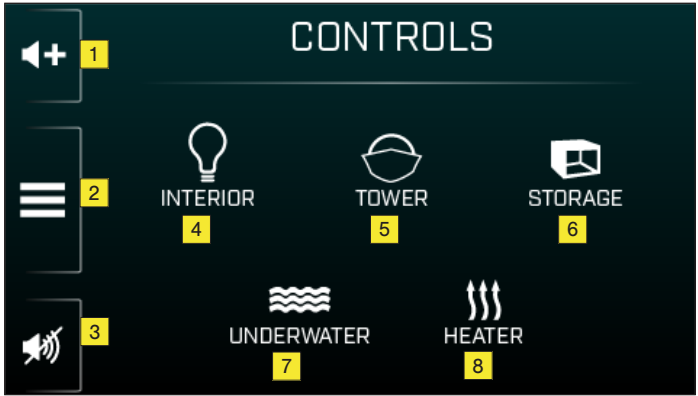 CONTROLS
1
2
INTERIOR TOWER STORAGE
4 5 6
3
UNDERWATER HEATER
7 8